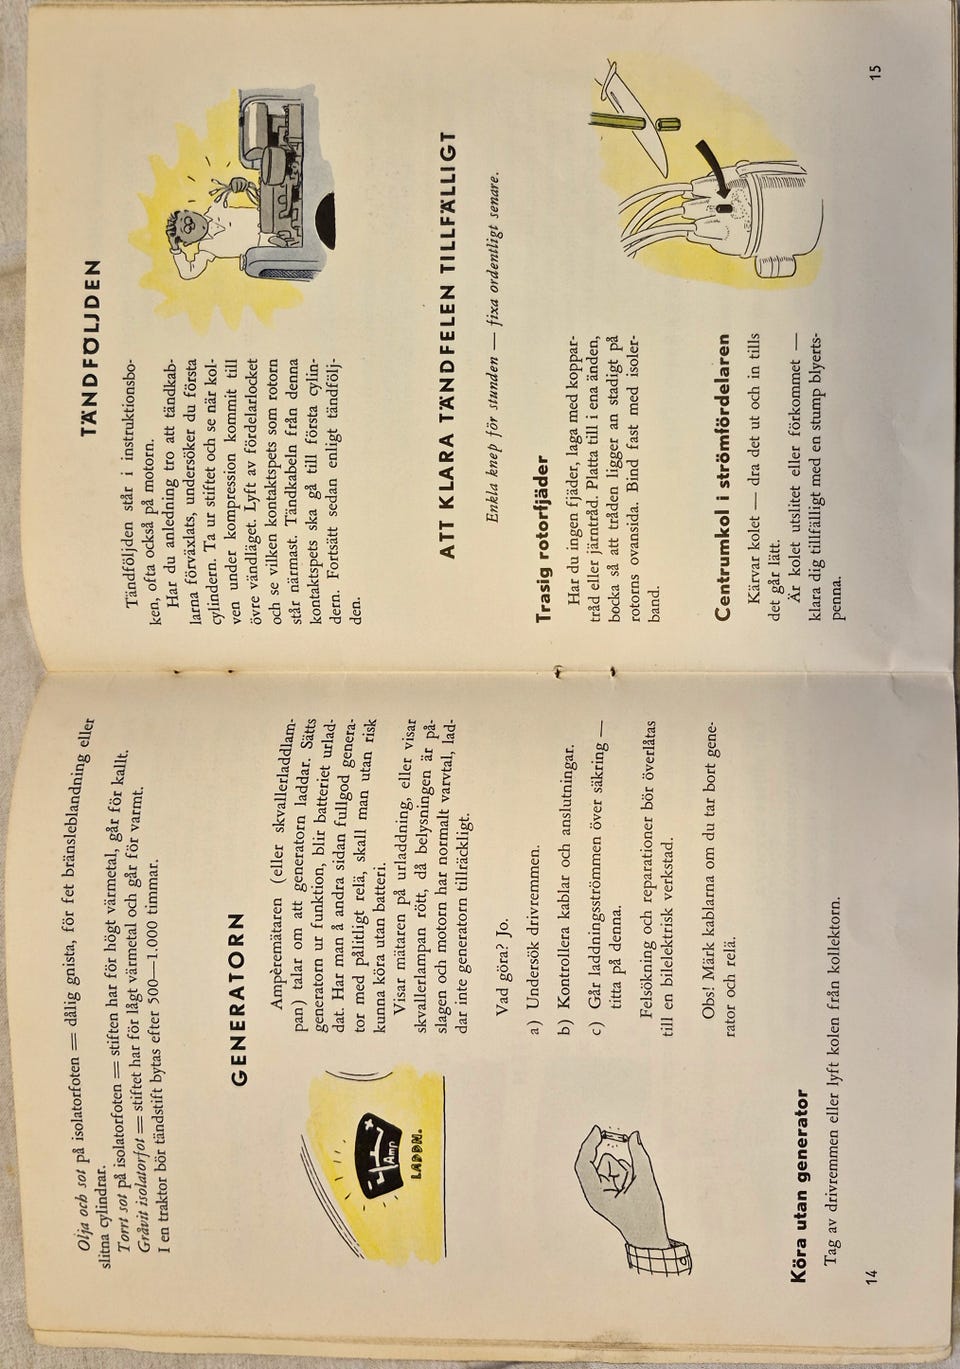 Olja och sot på isolatorfoten = dålig gnista, för fet bränsleblandning eller
slitna cylindrar.
Torrt sot på isolatorfoten = stiften har för högt värmetal, går för kallt.
Gråvit isolatorfot = stiftet har för lågt värmetal och går för varmt.
I en traktor bör tändstift bytas efter 500—1.000 timmar.
GENERATORN
Ampèremätaren (eller skvallerladdlam-
pan) talar om att generatorn laddar. Sätts
generatorn ur funktion, blir batteriet urlad-
dat. Har man å andra sidan fullgod genera-
tor med pålitligt relä, skall man utan risk
kunna köra utan batteri.
Visar mätaren på urladdning, eller visar
skvallerlampan rött, då belysningen är på-
slagen och motorn har normalt varvtal, lad-
dar inte generatorn tillräckligt.
Amp
LADDN.
Vad göra? Jo.
a) Undersök drivremmen.
b) Kontrollera kablar och anslutningar.
c) Går laddningsströmmen över säkring —
titta på denna.
Felsökning och reparationer bör överlåtas
till en bilelektrisk verkstad.
Obs! Märk kablarna om du tar bort gene-
rator och relä.
Köra utan generator
Tag av drivremmen eller lyft kolen från kollektorn.
14
TÄNDFÖLJDEN
Tändföljden står i instruktionsbo-
ken, ofta också på motorn.
Har du anledning tro att tändkab-
larna förväxlats, undersöker du första
cylindern. Ta ur stiftet och se när kol-
ven under kompression kommit till
övre vändläget. Lyft av fördelarlocket
och se vilken kontaktspets som rotorn
står närmast. Tändkabeln från denna
kontaktspets ska gå till första cylin-
dern. Fortsätt sedan enligt tändfölj-
den.
ATT KLARA TÄNDFELEN TILLFÄLLIGT
Enkla knep för stunden — fixa ordentligt senare.
Trasig rotorfjäder
Har du ingen fjäder, laga med koppar-
tråd eller järntråd. Platta till i ena änden,
bocka så att tråden ligger an stadigt på
rotorns ovansida. Bind fast med isoler-
band.
Centrumkol i strömfördelaren
Kärvar kolet — dra det ut och in tills
det går lätt.
Är kolet utslitet eller förkommet —
klara dig tillfälligt med en stump blyerts-
penna.
15